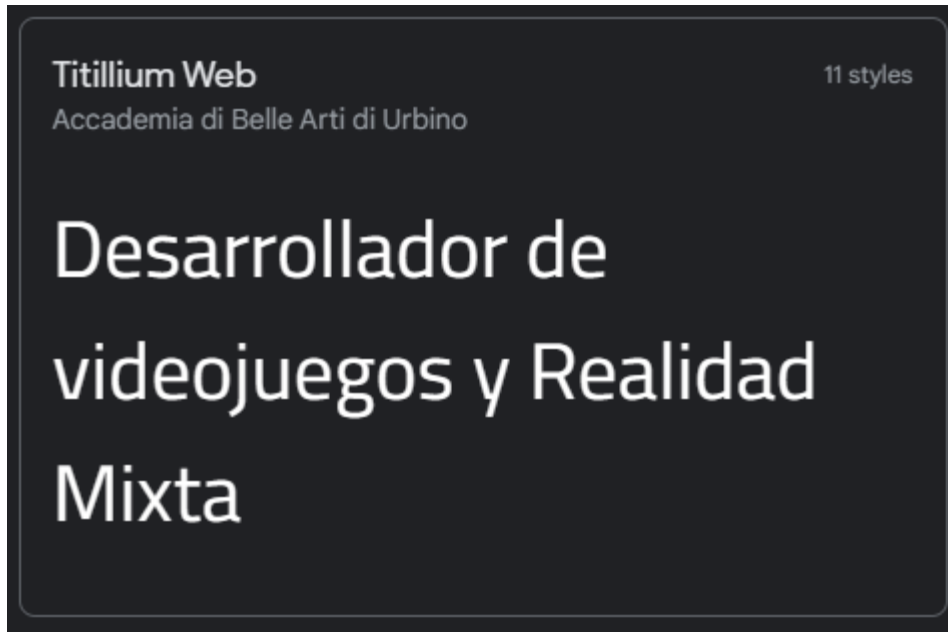 Titillium Web
11 styles
Accademia di Belle Arti di Urbino
Desarrollador de
videojuegos y Realidad
Mixta